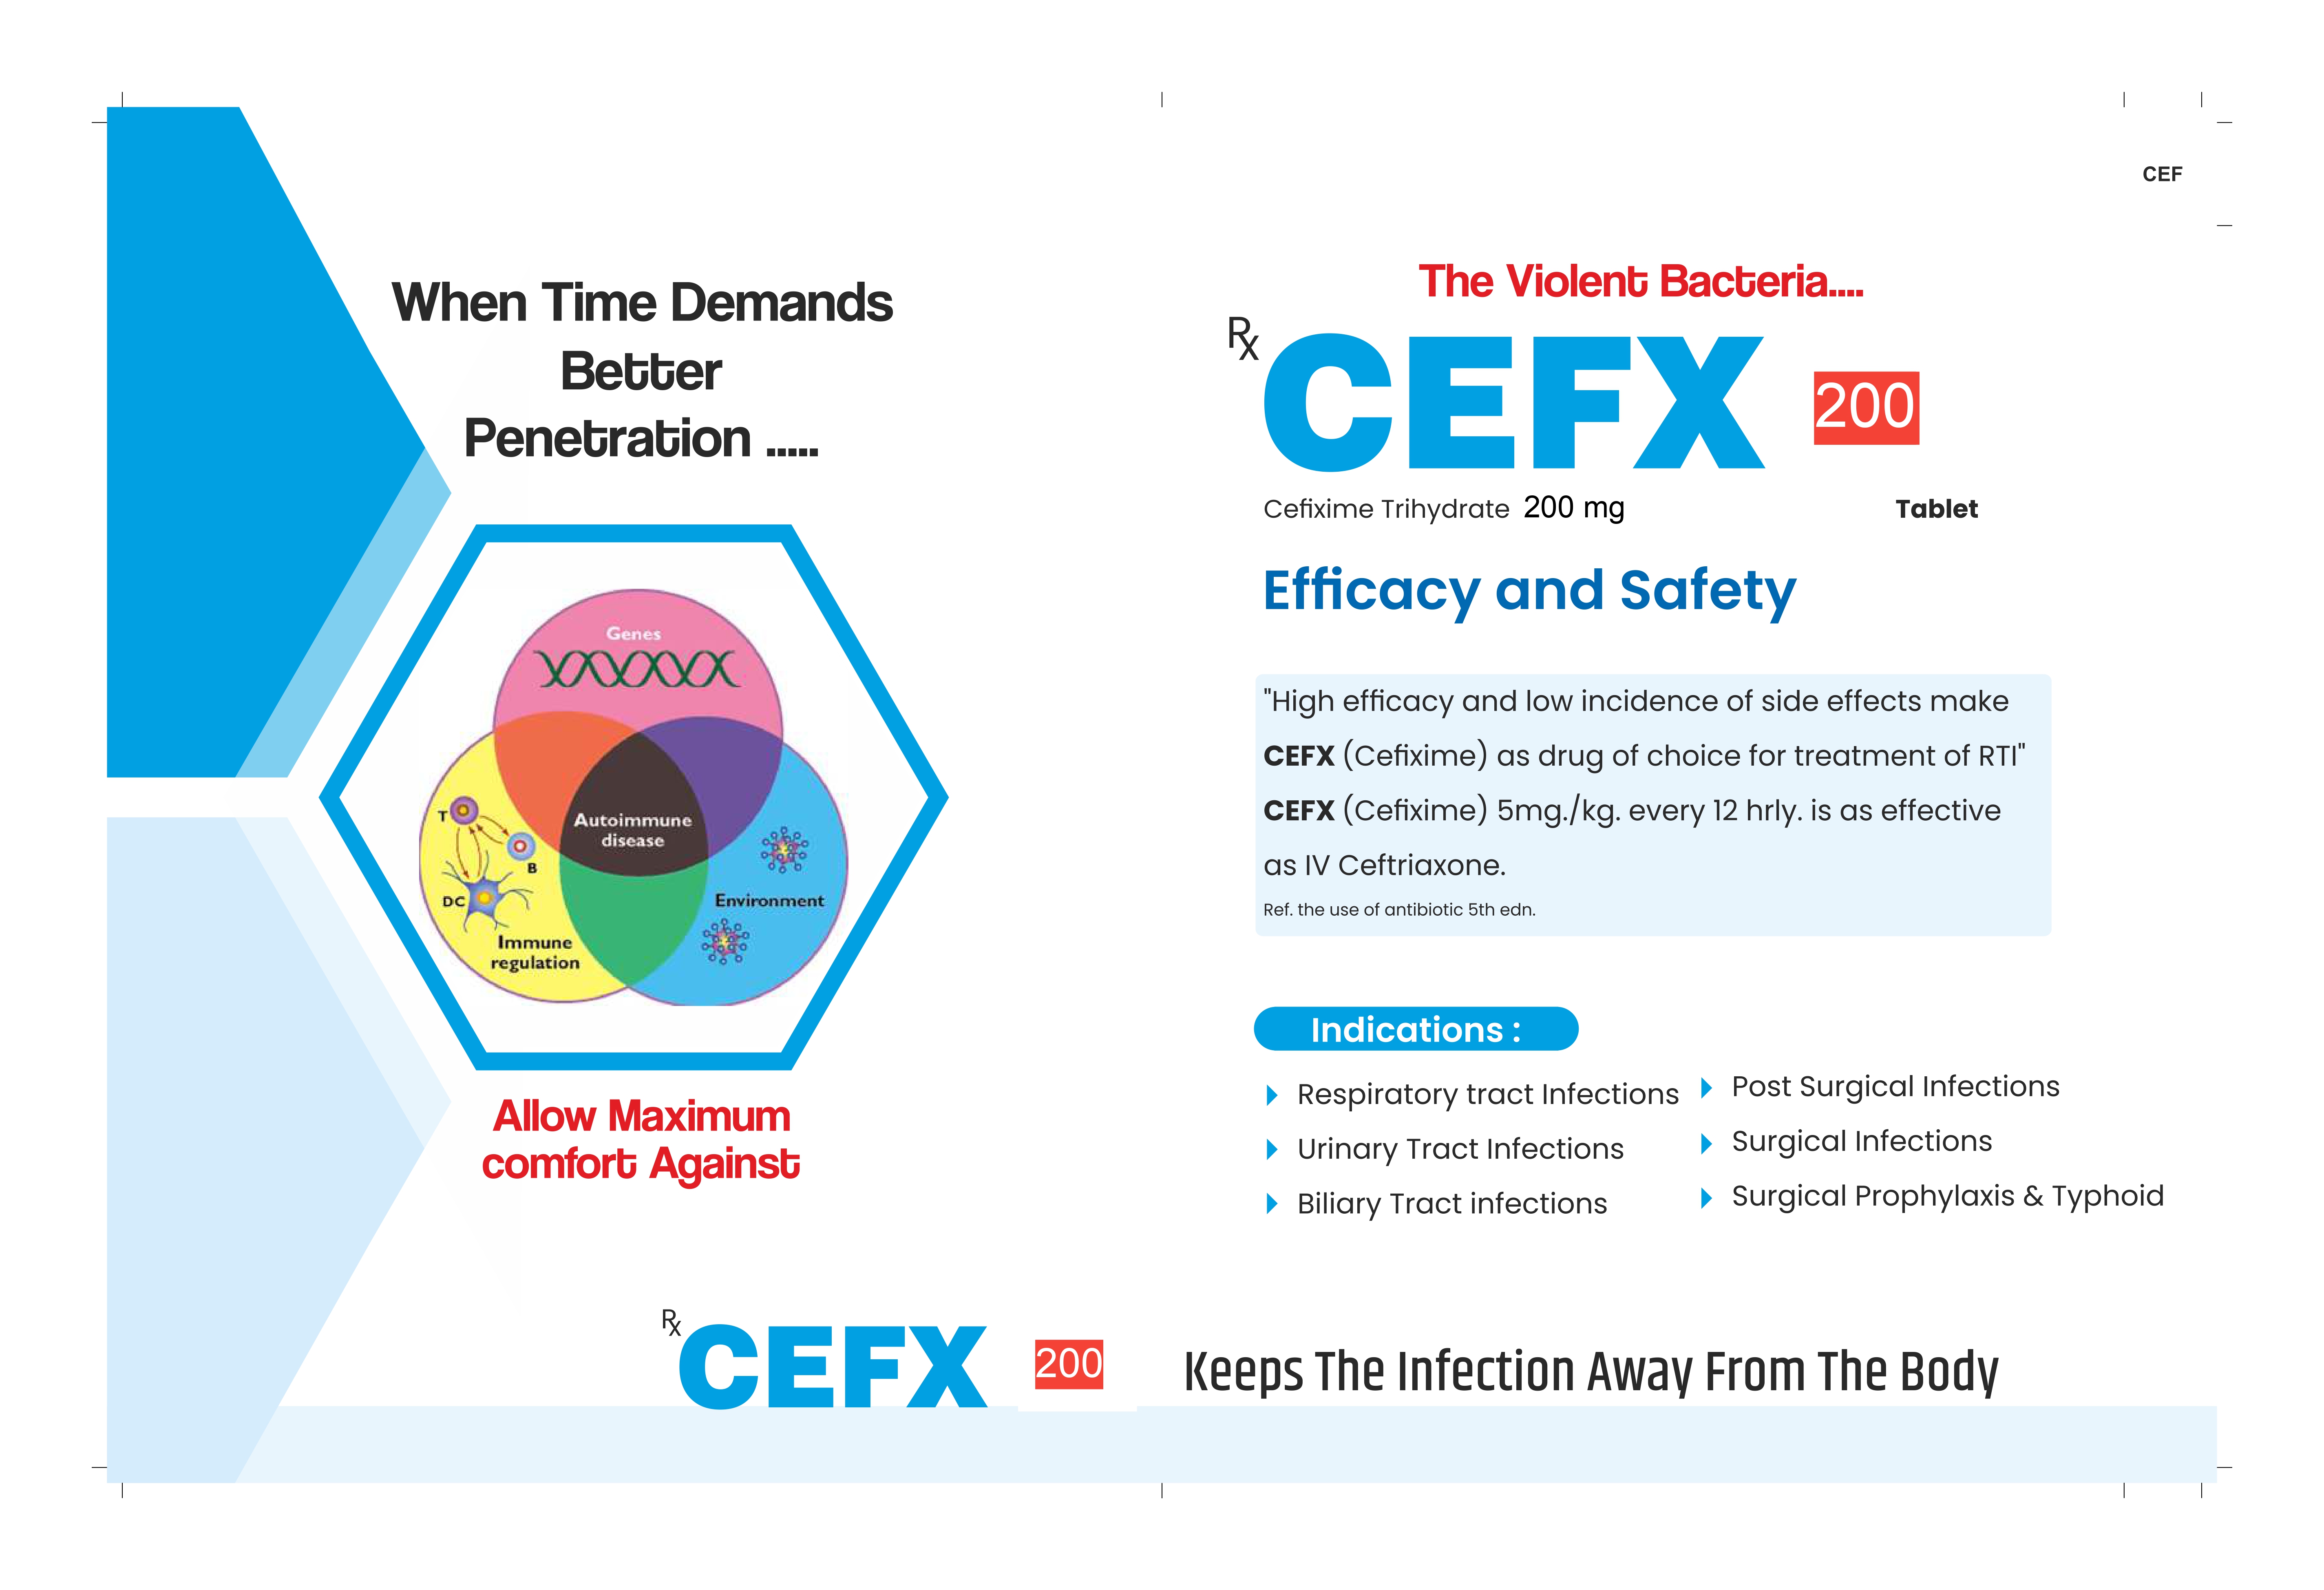 CEF
When Time Demands
Better
Penetration .....
Genes
Autoimmune
disease
T
B
DC
Immune
regulation
Environment
Allow Maximum
comfort Against
Rx
CEFX 200
The Violent Bacteria....
Rx
CEFX 200
Cefixime Trihydrate 200 mg Tablet
Efficacy and Safety
"High efficacy and low incidence of side effects make
CEFX (Cefixime) as drug of choice for treatment of RTI"
CEFX (Cefixime) 5mg./kg. every 12 hrly. is as effective
as IV Ceftriaxone.
Ref. the use of antibiotic 5th edn.
Indications :
Respiratory tract Infections
Urinary Tract Infections
Biliary Tract infections
Post Surgical Infections
Surgical Infections
Surgical Prophylaxis & Typhoid
Keeps The Infection Away From The Body